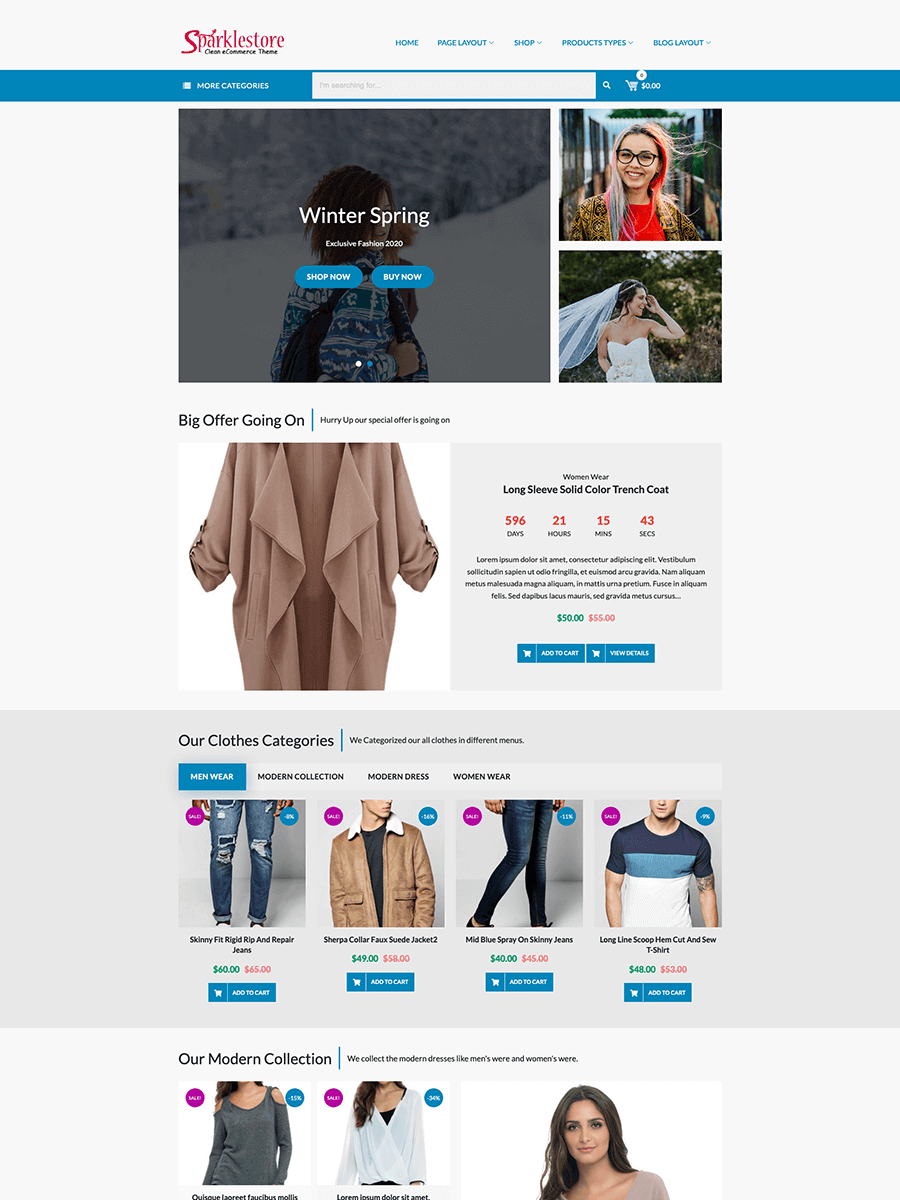 Sparklestore
Clean eCommerce Theme
HOME PAGE LAYOUT SHOP PRODUCTS TYPES BLOG LAYOUT
MORE CATEGORIES I'm searching for... 0 $0.00
Winter Spring
Exclusive Fashion 2020
SHOP NOW BUY NOW
Big Offer Going On Hurry Up our special offer is going on
Women Wear
Long Sleeve Solid Color Trench Coat
596 21 15 43
DAYS HOURS MINS SECS
Lorem ipsum dolor sit amet, consectetur adipiscing elit. Vestibulum
sollicitudin sapien ut odio fringilla, et euismod arcu gravida. Nam aliquam
metus malesuada magna aliquam, in mattis urna pretium. Fusce in aliquam
felis. Sed dapibus lacus mauris, sed gravida metus cursus...
$50.00 $55.00
ADD TO CART VIEW DETAILS
Our Clothes Categories We Categorized our all clothes in different menus.
MEN WEAR MODERN COLLECTION MODERN DRESS WOMEN WEAR
SALE! -8% SALE! -16% SALE! -11% SALE! -9%
Skinny Fit Rigid Rip And Repair
Jeans
$60.00 $65.00
ADD TO CART
Sherpa Collar Faux Suede Jacket2
$49.00 $58.00
ADD TO CART
Mid Blue Spray On Skinny Jeans
$40.00 $45.00
ADD TO CART
Long Line Scoop Hem Cut And Sew
T-Shirt
$48.00 $53.00
ADD TO CART
Our Modern Collection We collect the modern dresses like men's were and women's were.
SALE! -15% SALE! -34%
Quisque laoreet faucibus mollis
Lorem ipsum dolor sit amet,